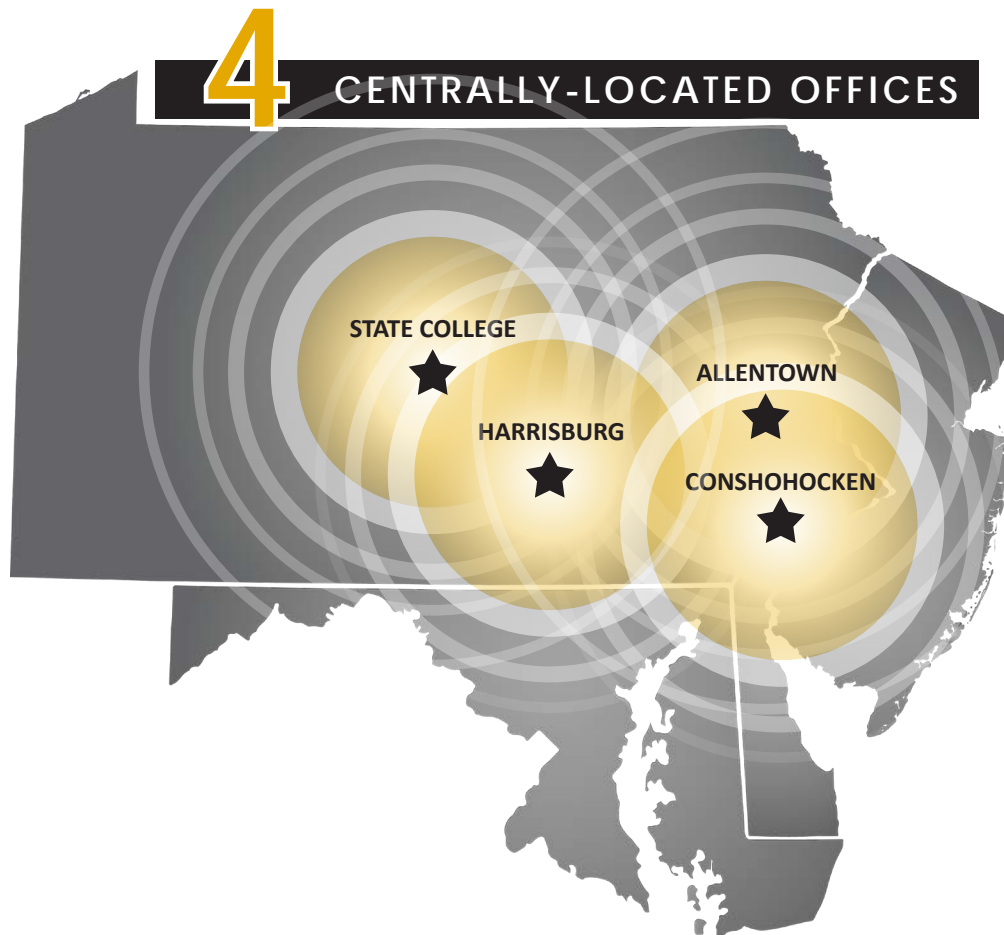 4 CENTRALLY-LOCATED OFFICES
STATE COLLEGE
ALLENTOWN
HARRISBURG
CONSHOHOCKEN